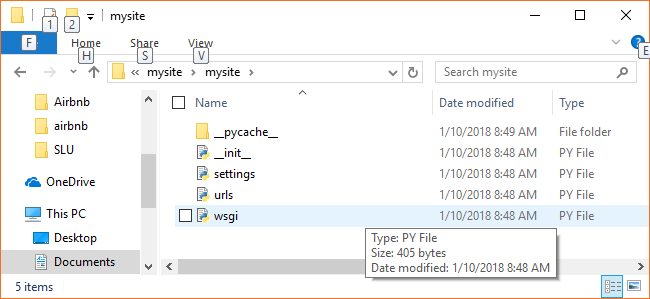 mysite
1
2
F
Home
Share
View
H
S
V
E
« mysite › mysite ›
Search mysite
Name
Date modified
Type
Airbnb
airbnb
SLU
OneDrive
This PC
Desktop
Documents
__pycache__ 1/10/2018 8:49 AM File folder
__init__ 1/10/2018 8:48 AM PY File
settings 1/10/2018 8:48 AM PY File
urls 1/10/2018 8:48 AM PY File
wsgi 1/10/2018 8:48 AM PY File
Type: PY File
Size: 405 bytes
Date modified: 1/10/2018 8:48 AM
5 items